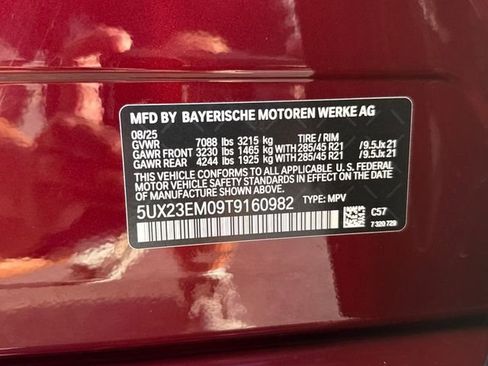 MFD BY BAYERISCHE MOTOREN WERKE AG
08/25
GVWR 7088 lbs 3215 kg TIRE / RIM
GAWR FRONT 3230 lbs 1465 kg WITH 285/45 R21 / 9.5Jx21
GAWR REAR 4244 lbs 1925 kg WITH 285/45 R21 / 9.5Jx21
THIS VEHICLE CONFORMS TO ALL APPLICABLE U. S. FEDERAL
MOTOR VEHICLE SAFETY STANDARDS IN EFFECT ON THE DATE
OF MANUFACTURE SHOWN ABOVE.
5UX23EM09T9160982 TYPE: MPV
C57
7 320 729